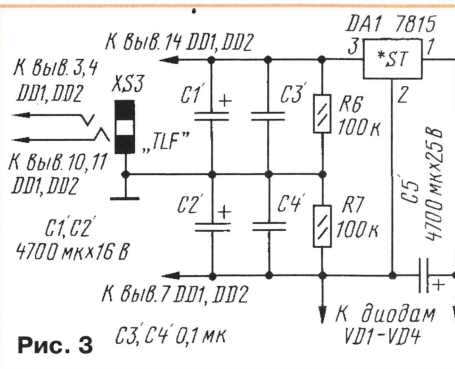 К выв. 14 DD1, DD2
DA1 7815
3
*ST
1
2
К выв. 3,4
DD1, DD2
XS3
„TLF”
К выв. 10, 11
DD1, DD2
C1'
+
C3'
R6
100 к
C2'
+
C4'
R7
100 к
C5'
4700 мк×25 В
+
C1', C2'
4700 мк×16 В
К выв. 7 DD1, DD2
К диодам
VD1-VD4
Рис. 3
C3', C4' 0,1 мк